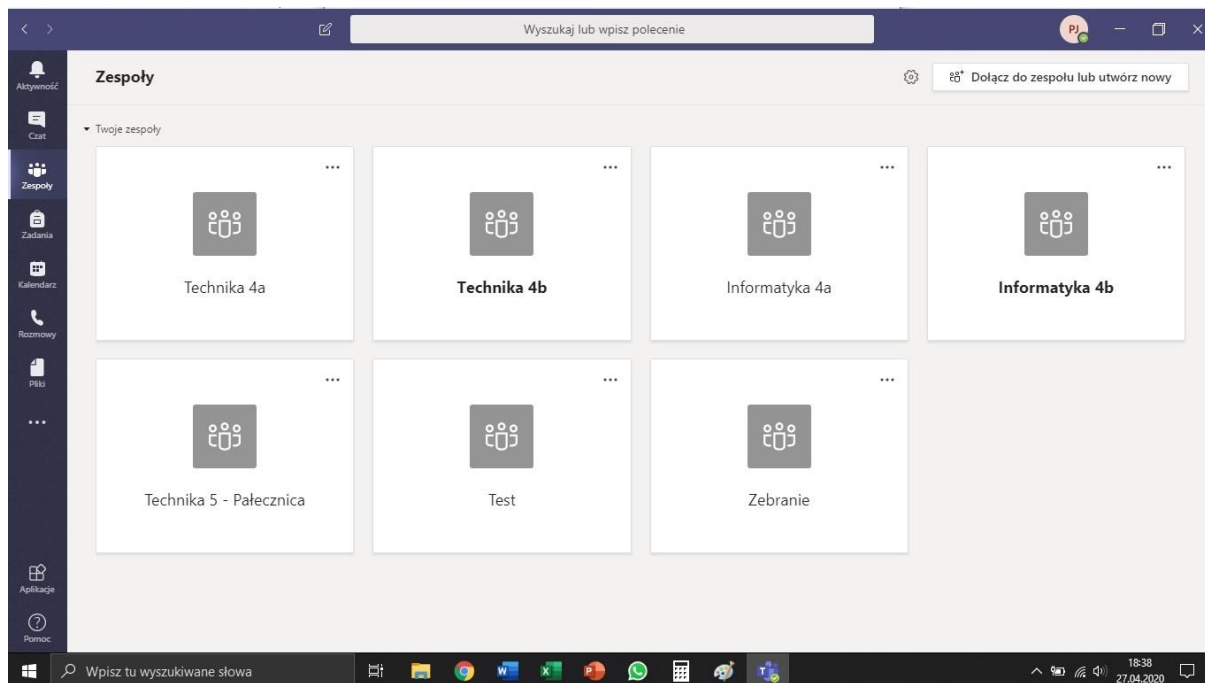 Wyszukaj lub wpisz polecenie
PJ
Aktywność
Czat
Zespoły
Zadania
Kalendarz
Rozmowy
Pliki
Aplikacje
Pomoc
Zespoły
Dołącz do zespołu lub utwórz nowy
Twoje zespoły
Technika 4a
Technika 4b
Informatyka 4a
Informatyka 4b
Technika 5 - Pałecznica
Test
Zebranie
Wpisz tu wyszukiwane słowa
18:38
27.04.2020